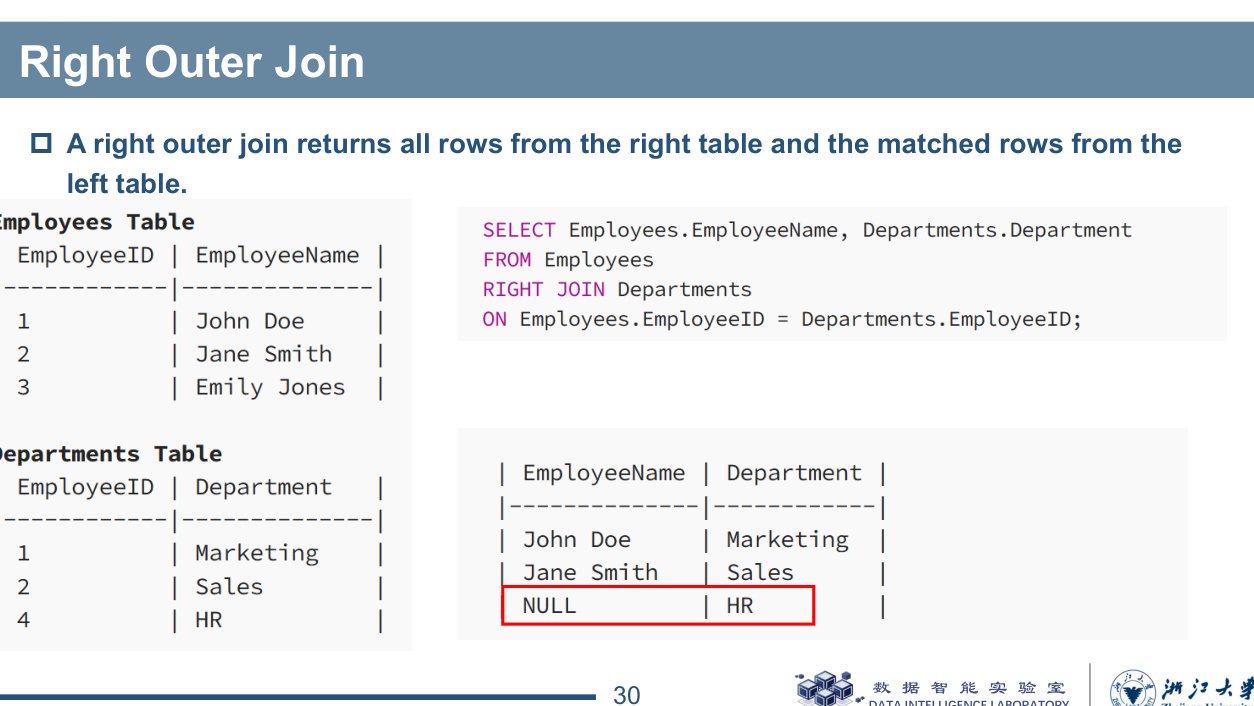 Right Outer Join
A right outer join returns all rows from the right table and the matched rows from the
left table.
Employees Table
EmployeeID | EmployeeName |
------------|--------------|
1 | John Doe |
2 | Jane Smith |
3 | Emily Jones |
Departments Table
EmployeeID | Department |
------------|--------------|
1 | Marketing |
2 | Sales |
4 | HR |
SELECT Employees.EmployeeName, Departments.Department
FROM Employees
RIGHT JOIN Departments
ON Employees.EmployeeID = Departments.EmployeeID;
| EmployeeName | Department |
|--------------|------------|
| John Doe | Marketing |
| Jane Smith | Sales |
| NULL | HR |
30
数据智能实验室
DATA INTELLIGENCE LABORATORY
浙江大学